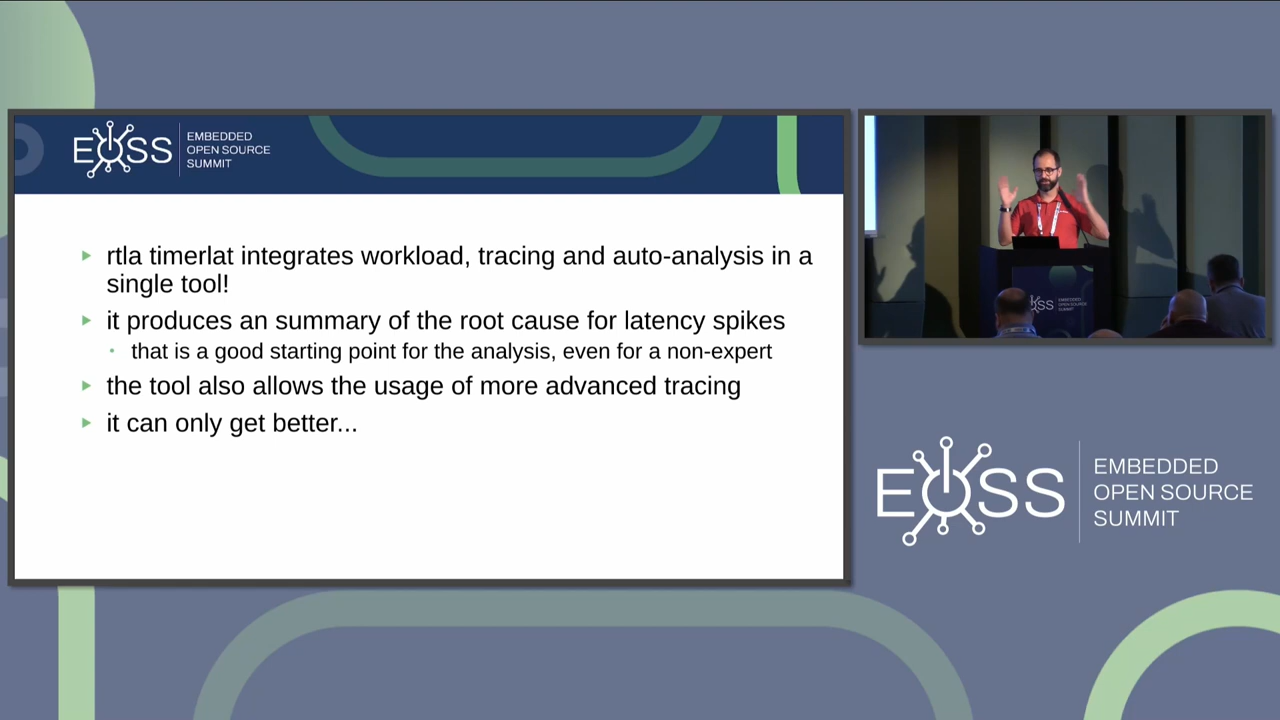 EOSS
EMBEDDED
OPEN SOURCE
SUMMIT
rtla timerlat integrates workload, tracing and auto-analysis in a
single tool!
it produces an summary of the root cause for latency spikes
that is a good starting point for the analysis, even for a non-expert
the tool also allows the usage of more advanced tracing
it can only get better...
EOSS
EMBEDDED
OPEN SOURCE
SUMMIT